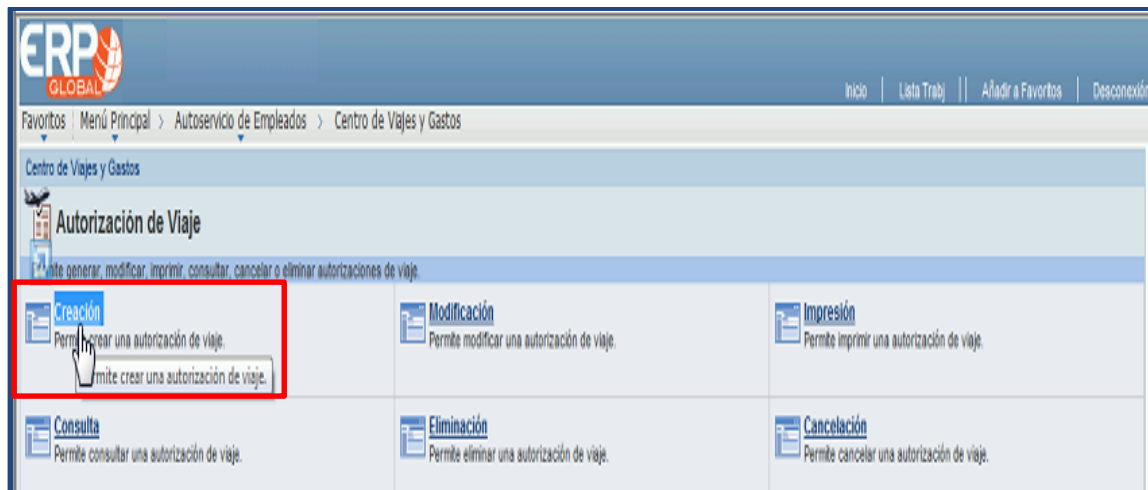 ERP
GLOBAL
Inicio | Lista Trabj || Añadir a Favoritos | Desconexión
Favoritos | Menú Principal > Autoservicio de Empleados > Centro de Viajes y Gastos
Centro de Viajes y Gastos
Autorización de Viaje
generar, modificar, imprimir, consultar, cancelar o eliminar autorizaciones de viaje.
Creación
crear una autorización de viaje.
crear una autorización de viaje.
Modificación
Permite modificar una autorización de viaje.
Impresión
Permite imprimir una autorización de viaje.
Consulta
Permite consultar una autorización de viaje.
Eliminación
Permite eliminar una autorización de viaje.
Cancelación
Permite cancelar una autorización de viaje.